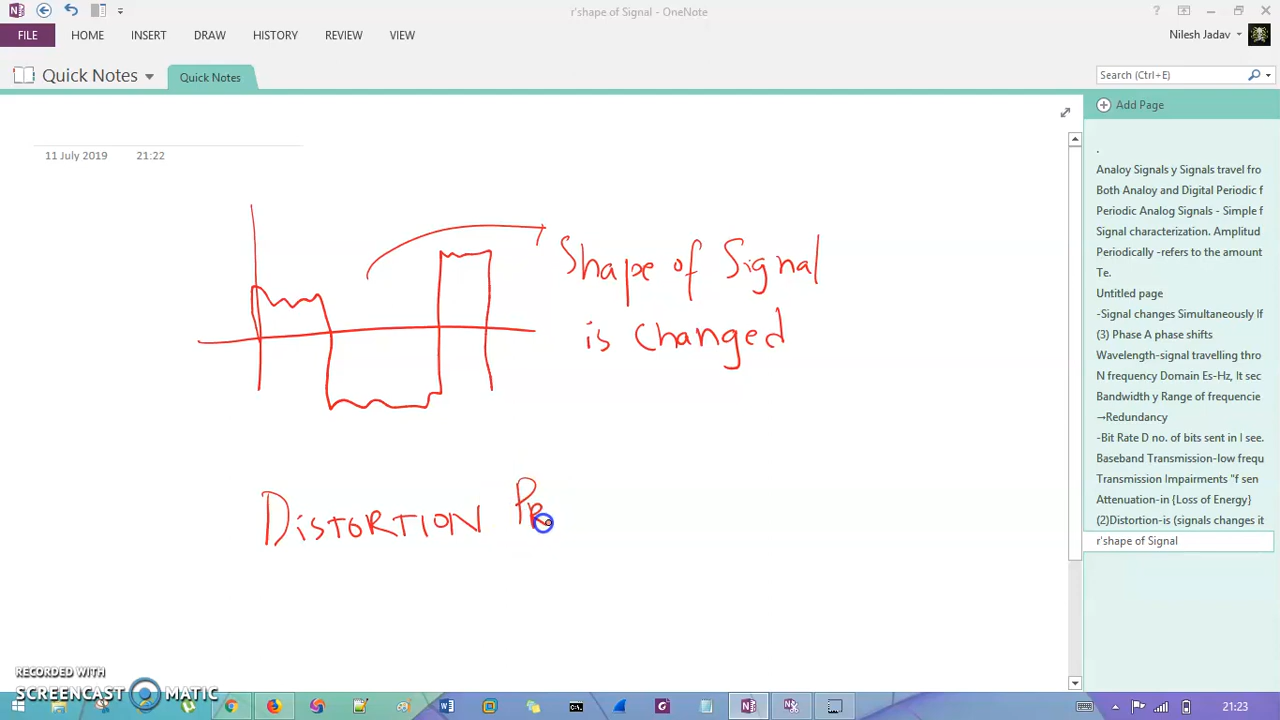 r'shape of Signal - OneNote
FILE HOME INSERT DRAW HISTORY REVIEW VIEW
Nilesh Jadav
Quick Notes
Quick Notes
Search (Ctrl+E)
Add Page
11 July 2019 21:22
Shape of Signal
is changed
DISTORTION PR
.
Analoy Signals y Signals travel fro
Both Analoy and Digital Periodic f
Periodic Analog Signals - Simple f
Signal characterization. Amplitud
Periodically -refers to the amount
Te.
Untitled page
-Signal changes Simultaneously If
(3) Phase A phase shifts
Wavelength-signal travelling thro
N frequency Domain Es-Hz, It sec
Bandwidth y Range of frequencie
→Redundancy
-Bit Rate D no. of bits sent in I see.
Baseband Transmission-low frequ
Transmission Impairments "f sen
Attenuation-in {Loss of Energy}
(2)Distortion-is (signals changes it
r'shape of Signal
RECORDED WITH
SCREENCAST MATIC
21:23